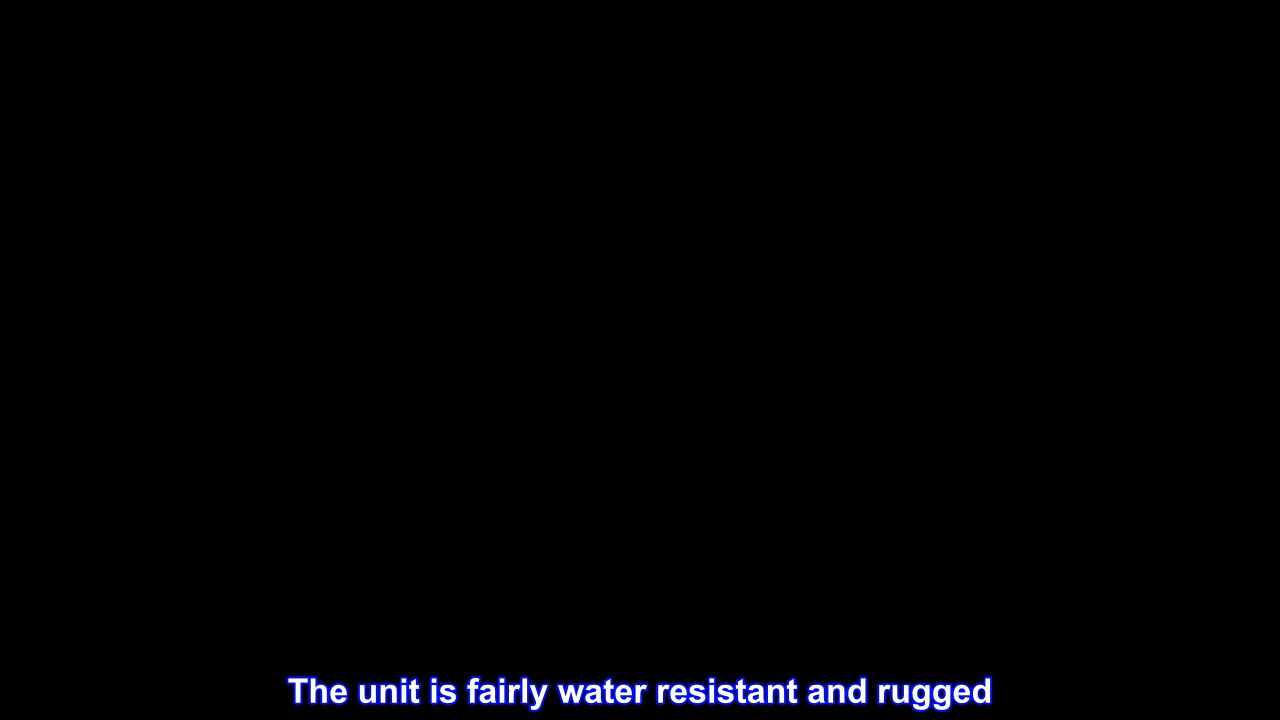 The unit is fairly water resistant and rugged